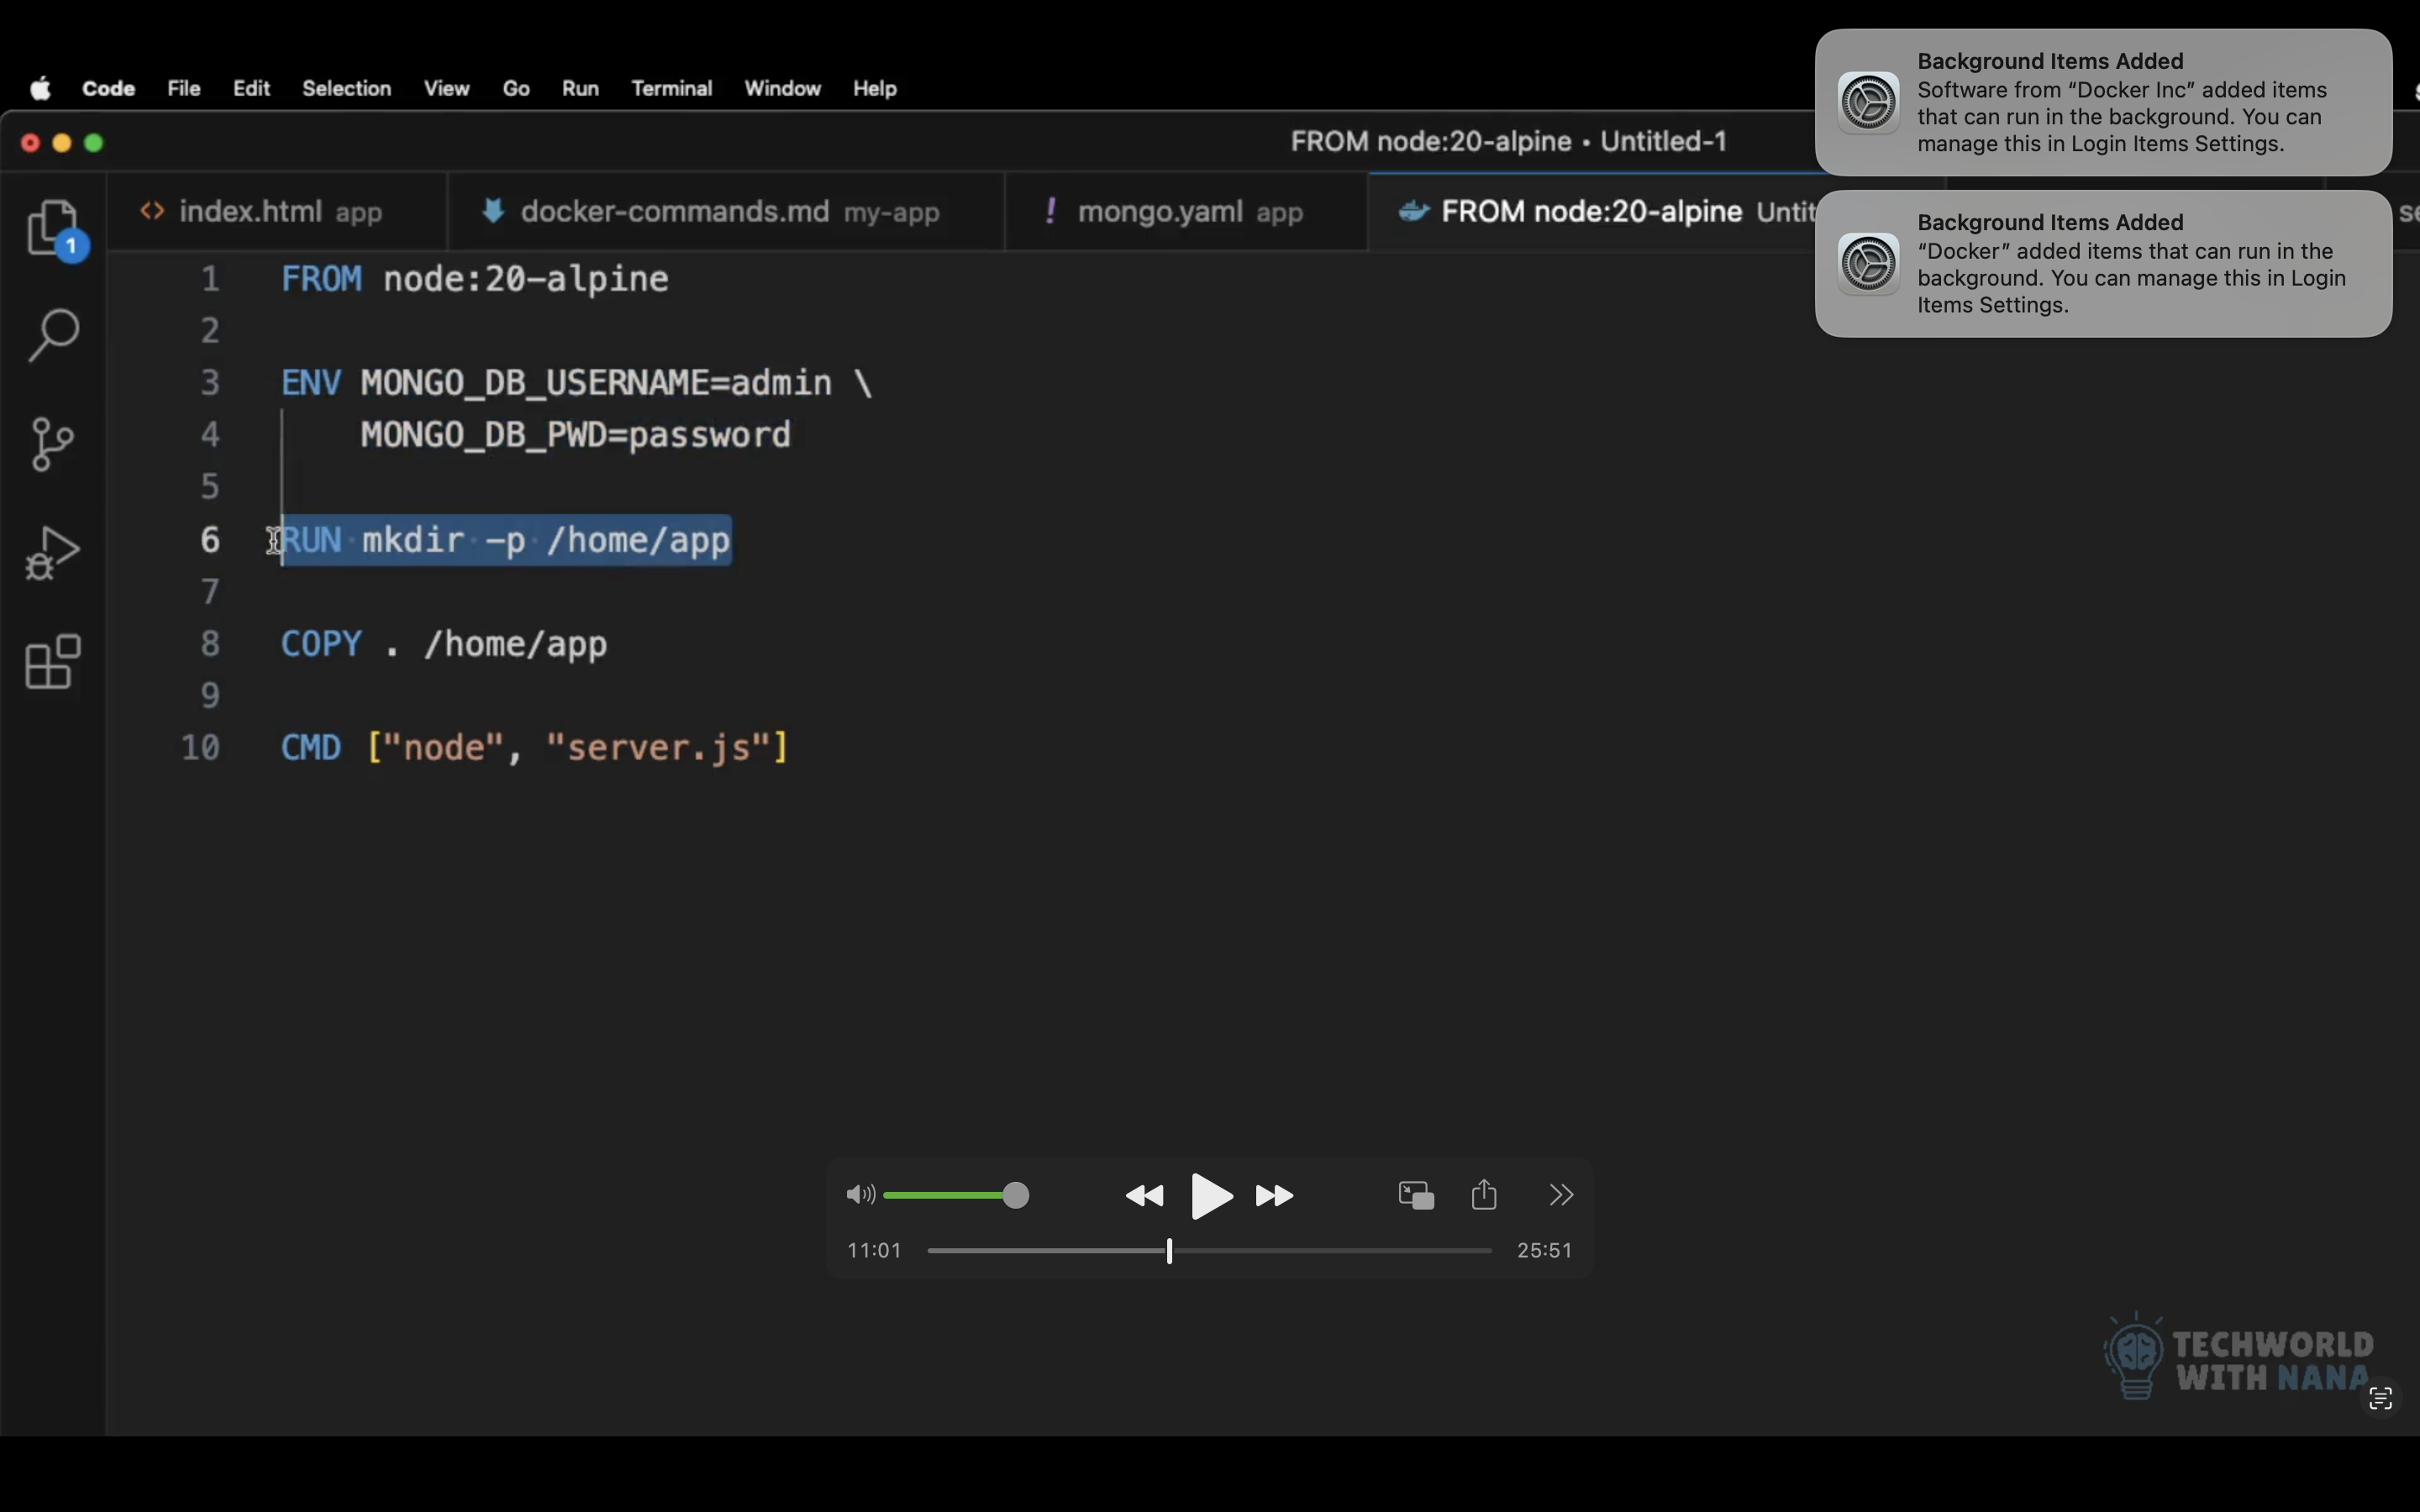 Code File Edit Selection View Go Run Terminal Window Help
Background Items Added
Software from “Docker Inc” added items
that can run in the background. You can
manage this in Login Items Settings.
FROM node:20-alpine • Untitled-1
Background Items Added
“Docker” added items that can run in the
background. You can manage this in Login
Items Settings.
index.html app docker-commands.md my-app ! mongo.yaml app FROM node:20-alpine
1
1 FROM node:20-alpine
2
3 ENV MONGO_DB_USERNAME=admin \
4 MONGO_DB_PWD=password
5
6 RUN mkdir -p /home/app
7
8 COPY . /home/app
9
10 CMD ["node", "server.js"]
11:01 25:51
TECHWORLD
WITH NANA